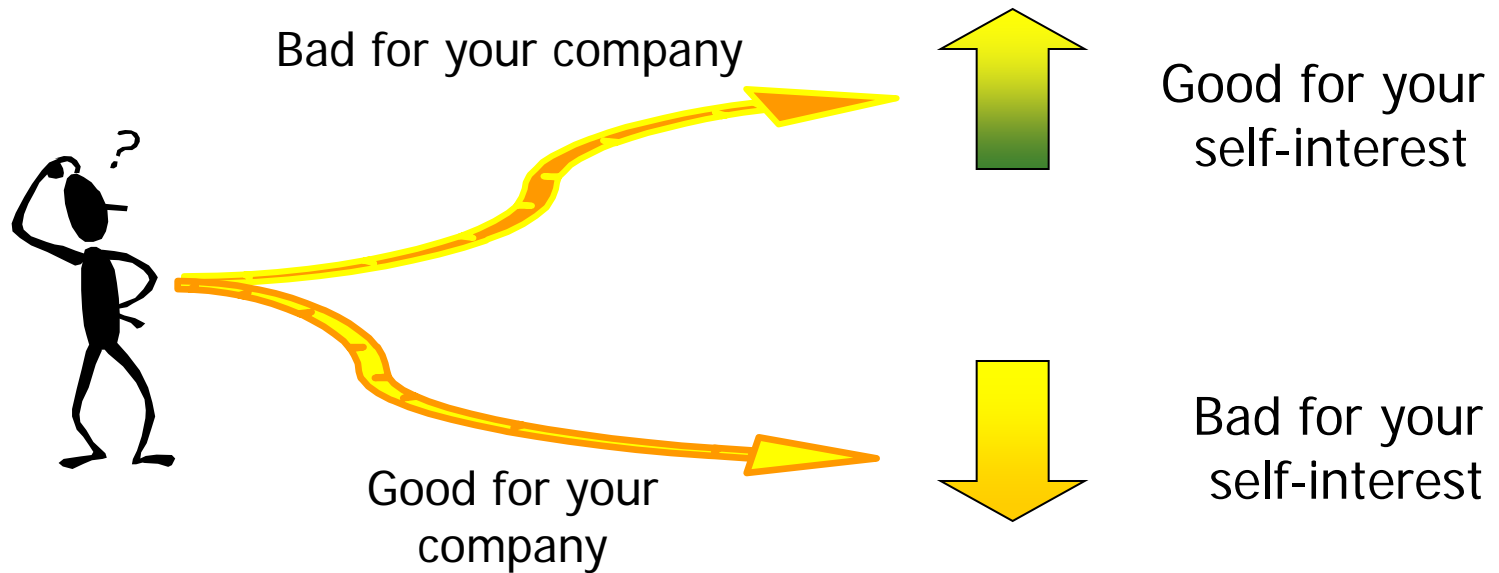 Bad for your company
Good for your
self-interest
?
Good for your
company
Bad for your
self-interest